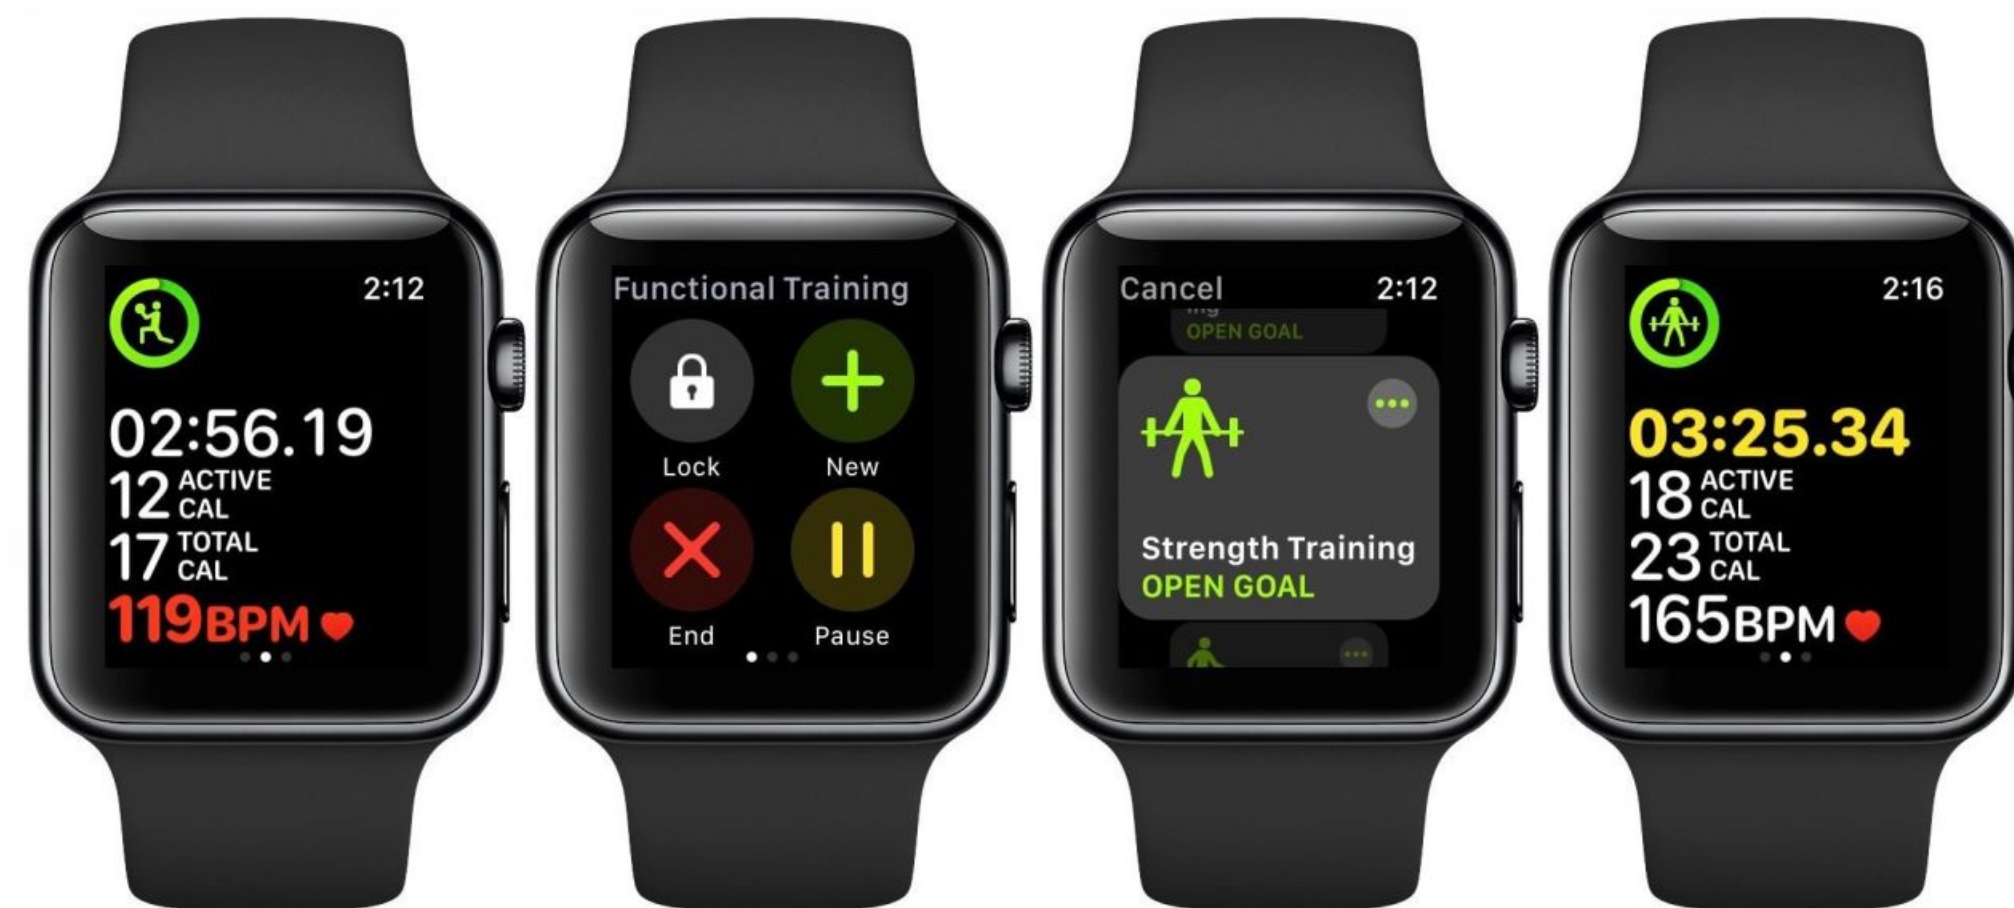 2:12
02:56.19
12 ACTIVE CAL
17 TOTAL CAL
119BPM
Functional Training
Lock
New
End
Pause
Cancel 2:12
ing
OPEN GOAL
Strength Training
OPEN GOAL
2:16
03:25.34
18 ACTIVE CAL
23 TOTAL CAL
165BPM